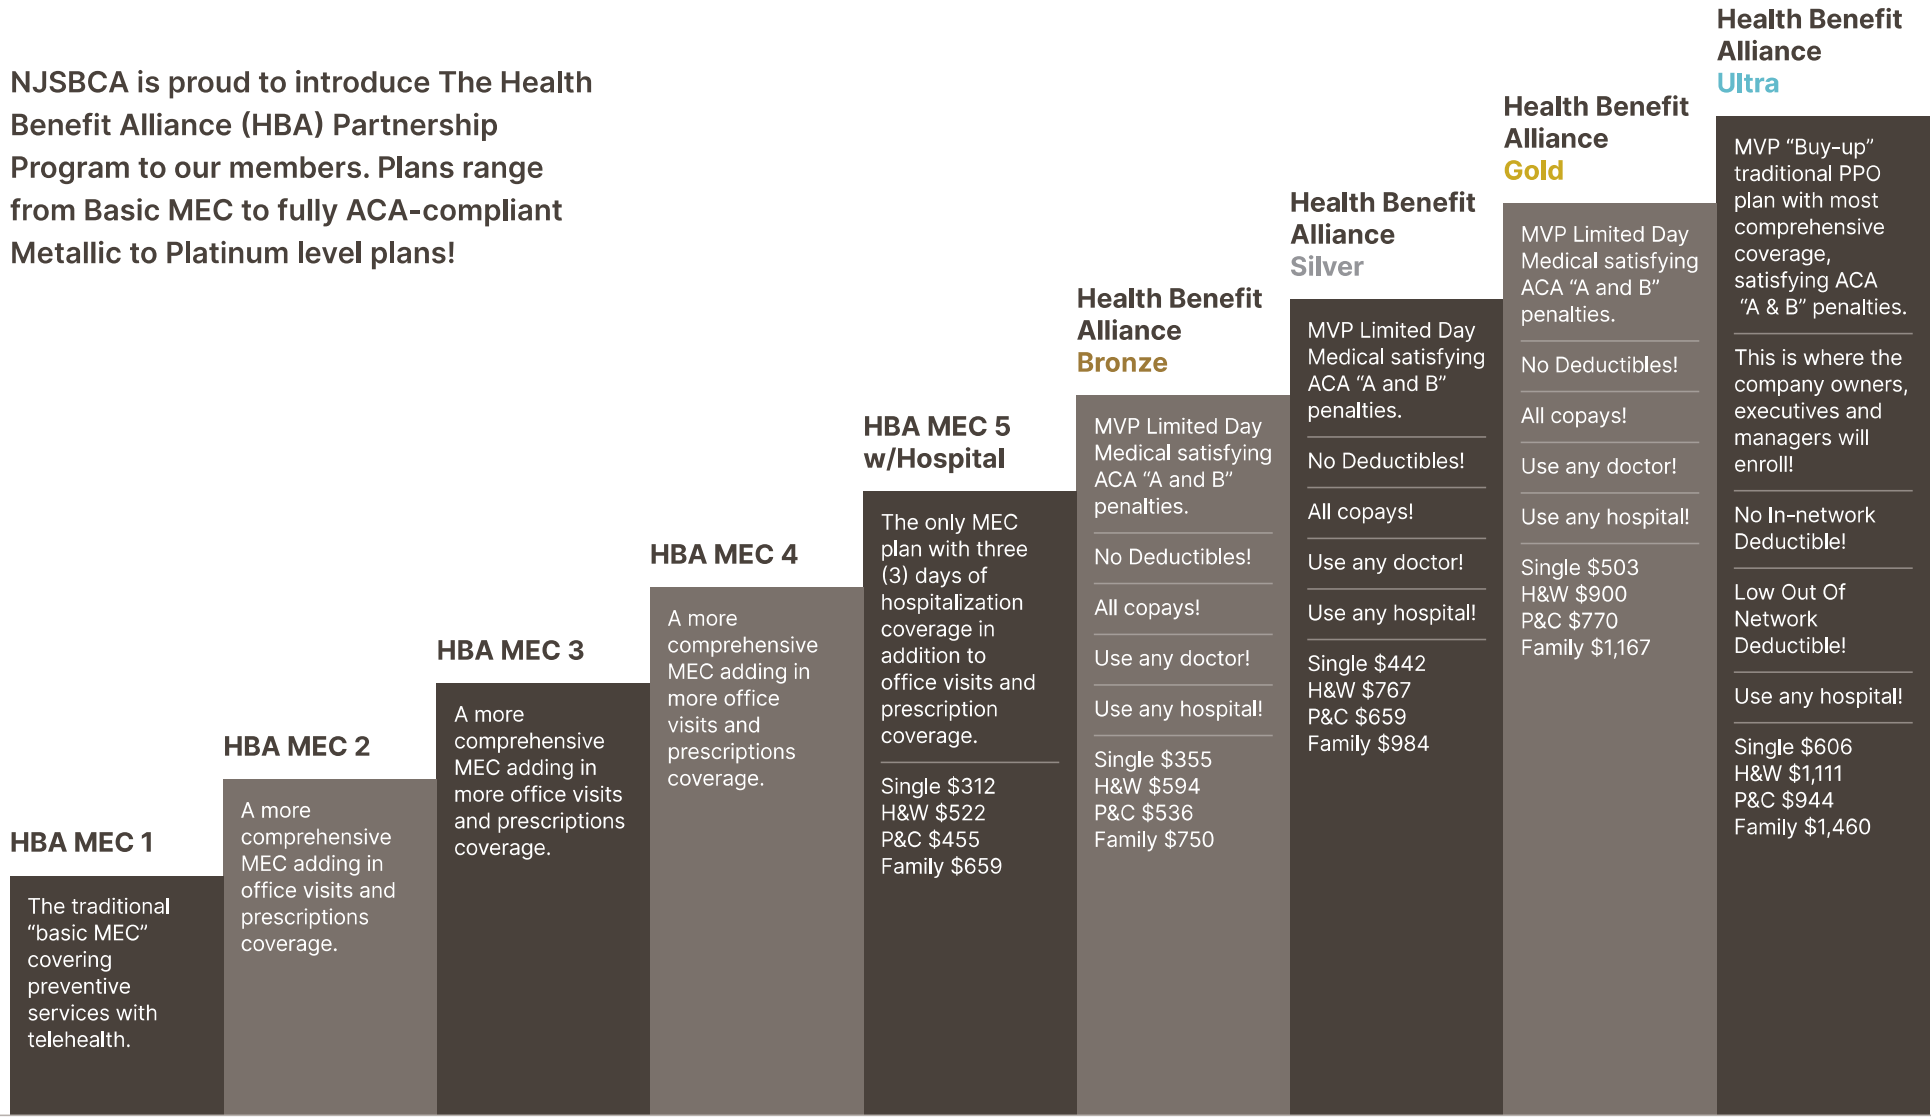 NJSBCA is proud to introduce The Health
Benefit Alliance (HBA) Partnership
Program to our members. Plans range
from Basic MEC to fully ACA-compliant
Metallic to Platinum level plans!
HBA MEC 1
The traditional
“basic MEC”
covering
preventive
services with
telehealth.
HBA MEC 2
A more
comprehensive
MEC adding in
office visits and
prescriptions
coverage.
HBA MEC 3
A more
comprehensive
MEC adding in
more office visits
and prescriptions
coverage.
HBA MEC 4
A more
comprehensive
MEC adding in
more office
visits and
prescriptions
coverage.
HBA MEC 5
w/Hospital
The only MEC
plan with three
(3) days of
hospitalization
coverage in
addition to
office visits and
prescription
coverage.
Single $312
H&W $522
P&C $455
Family $659
Health Benefit
Alliance
Bronze
MVP Limited Day
Medical satisfying
ACA “A and B”
penalties.
No Deductibles!
All copays!
Use any doctor!
Use any hospital!
Single $355
H&W $594
P&C $536
Family $750
Health Benefit
Alliance
Silver
MVP Limited Day
Medical satisfying
ACA “A and B”
penalties.
No Deductibles!
All copays!
Use any doctor!
Use any hospital!
Single $442
H&W $767
P&C $659
Family $984
Health Benefit
Alliance
Gold
MVP Limited Day
Medical satisfying
ACA “A and B”
penalties.
No Deductibles!
All copays!
Use any doctor!
Use any hospital!
Single $503
H&W $900
P&C $770
Family $1,167
Health Benefit
Alliance
Ultra
MVP “Buy-up”
traditional PPO
plan with most
comprehensive
coverage,
satisfying ACA
“A & B” penalties.
This is where the
company owners,
executives and
managers will
enroll!
No In-network
Deductible!
Low Out Of
Network
Deductible!
Use any hospital!
Single $606
H&W $1,111
P&C $944
Family $1,460